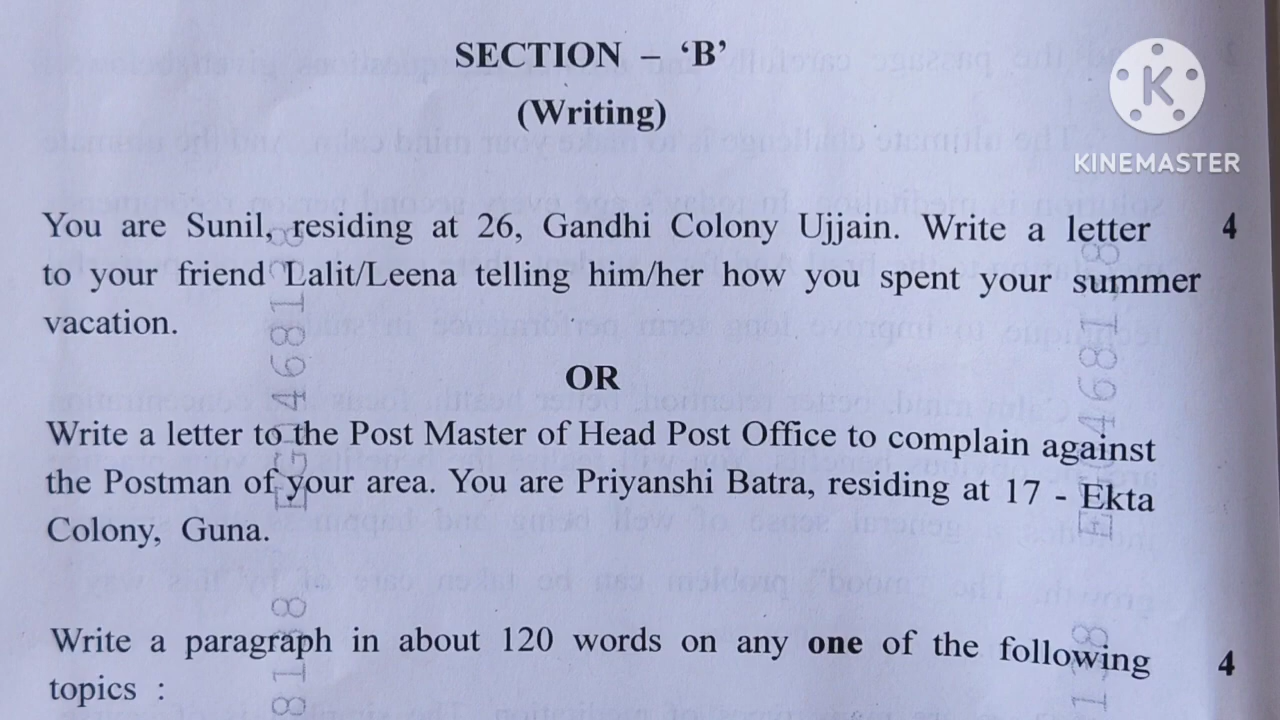 SECTION – 'B'
(Writing)
K
KINEMASTER
You are Sunil, residing at 26, Gandhi Colony Ujjain. Write a letter 4
to your friend Lalit/Leena telling him/her how you spent your summer
vacation.
OR
Write a letter to the Post Master of Head Post Office to complain against
the Postman of your area. You are Priyanshi Batra, residing at 17 - Ekta
Colony, Guna.
Write a paragraph in about 120 words on any one of the following 4
topics :